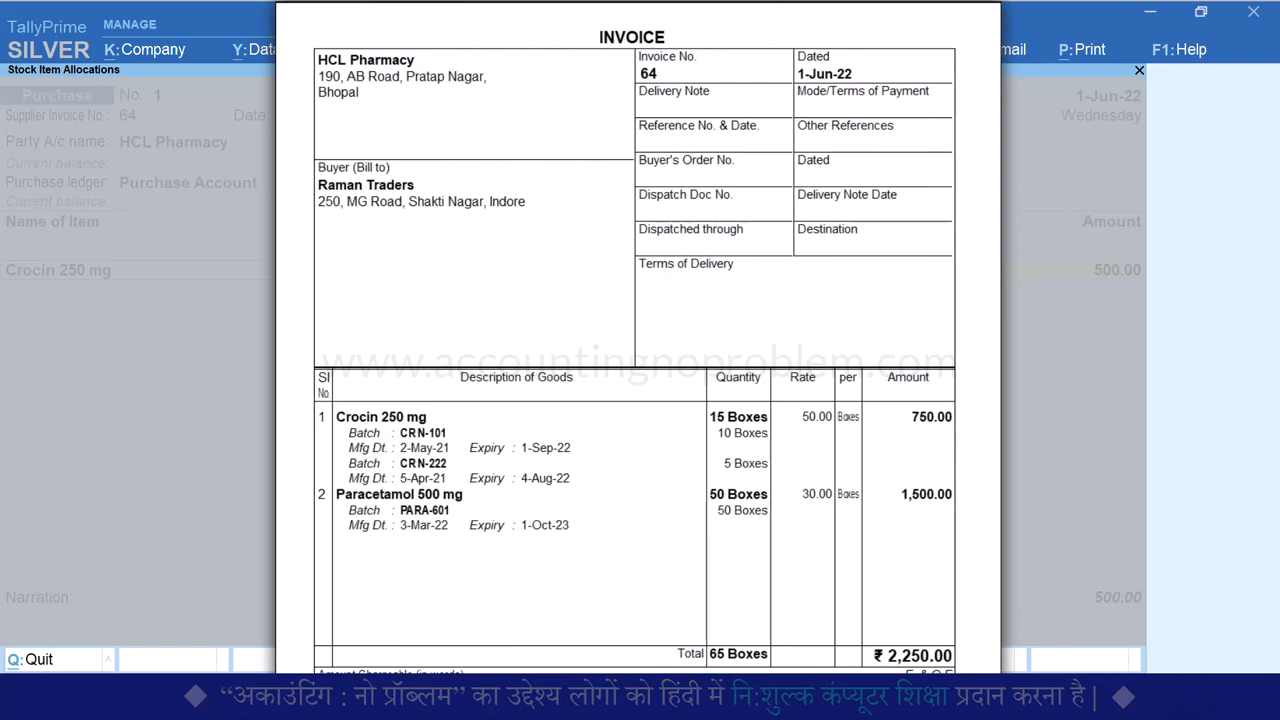 TallyPrime
SILVER
MANAGE
K:Company
Y:Data
mail
P:Print
F1:Help
Stock Item Allocations
Purchase No. 1
1-Jun-22
Supplier Invoice No.: 64 Date
Wednesday
Party A/c name: HCL Pharmacy
Current balance
Purchase ledger: Purchase Account
Current balance
Name of Item Amount
Crocin 250 mg 500.00
Narration: 500.00
Q:Quit
INVOICE
HCL Pharmacy
190, AB Road, Pratap Nagar,
Bhopal
Invoice No.
64
Dated
1-Jun-22
Delivery Note
Mode/Terms of Payment
Reference No. & Date.
Other References
Buyer (Bill to)
Raman Traders
250, MG Road, Shakti Nagar, Indore
Buyer's Order No.
Dated
Dispatch Doc No.
Delivery Note Date
Dispatched through
Destination
Terms of Delivery
www.accountingnoproblem.com
Sl No. Description of Goods Quantity Rate per Amount
1 Crocin 250 mg 15 Boxes 50.00 Boxes 750.00
Batch : CRN-101 10 Boxes
Mfg Dt. : 2-May-21 Expiry : 1-Sep-22
Batch : CRN-222 5 Boxes
Mfg Dt. : 5-Apr-21 Expiry : 4-Aug-22
2 Paracetamol 500 mg 50 Boxes 30.00 Boxes 1,500.00
Batch : PARA-601 50 Boxes
Mfg Dt. : 3-Mar-22 Expiry : 1-Oct-23
Total 65 Boxes ₹ 2,250.00
“अकाउंटिंग : नो प्रॉब्लम” का उद्देश्य लोगों को हिंदी में नि:शुल्क कंप्यूटर शिक्षा प्रदान करना है|